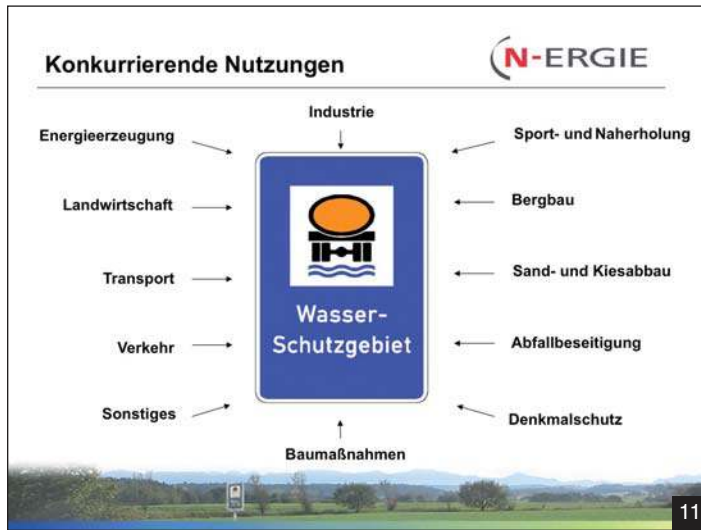 Konkurrierende Nutzungen
N-ERGIE
Industrie
Energieerzeugung
Sport- und Naherholung
Landwirtschaft
Bergbau
Transport
Sand- und Kiesabbau
Wasser-
Schutzgebiet
Verkehr
Abfallbeseitigung
Sonstiges
Denkmalschutz
Baumaßnahmen
11